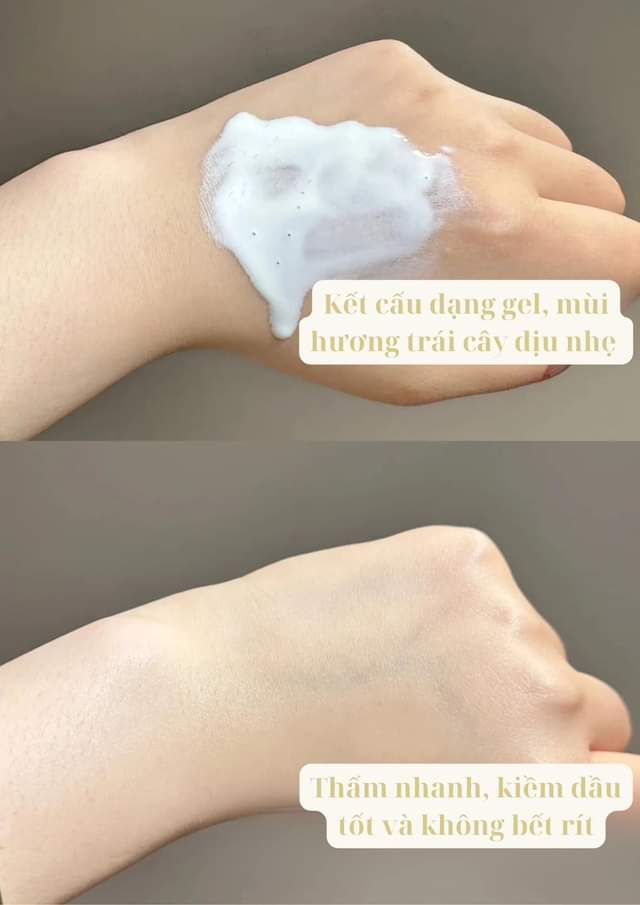 Kết cấu dạng gel, mùi
hương trái cây dịu nhẹ
Thấm nhanh, kiềm dầu
tốt và không bết rít